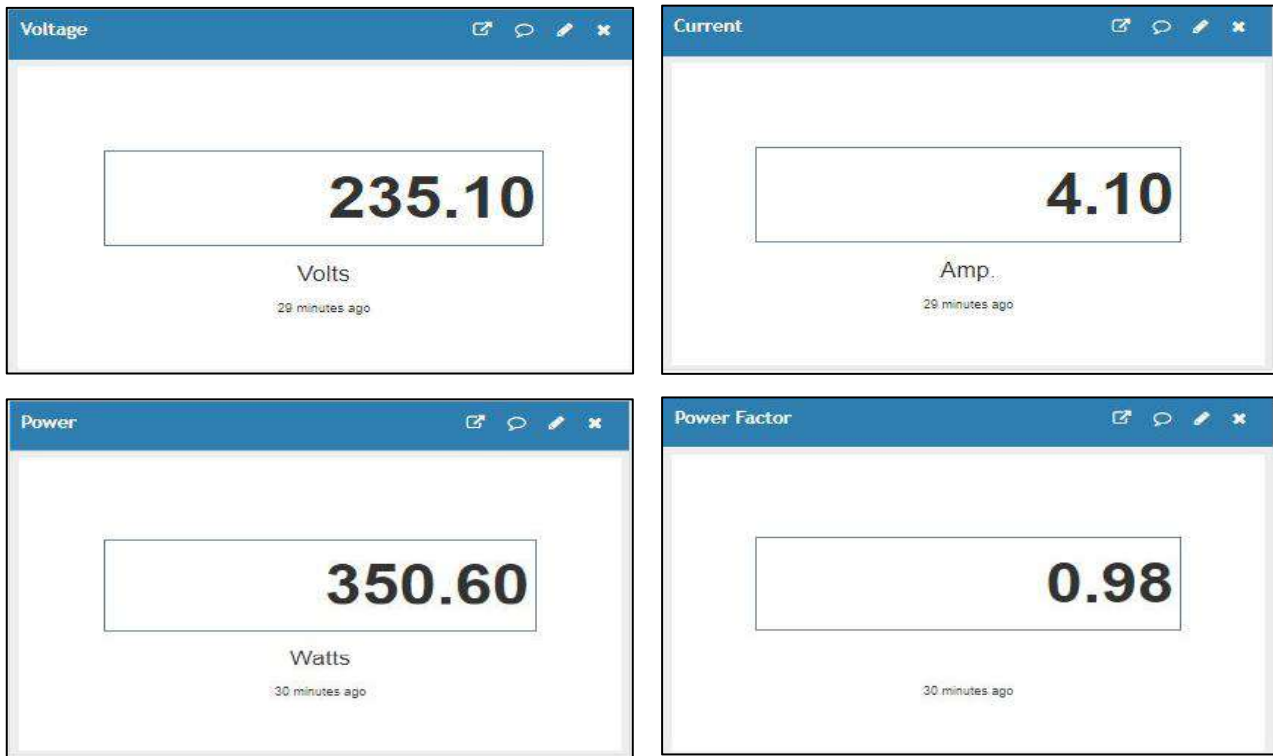 Voltage
235.10
Volts
29 minutes ago
Current
4.10
Amp.
29 minutes ago
Power
350.60
Watts
30 minutes ago
Power Factor
0.98
30 minutes ago